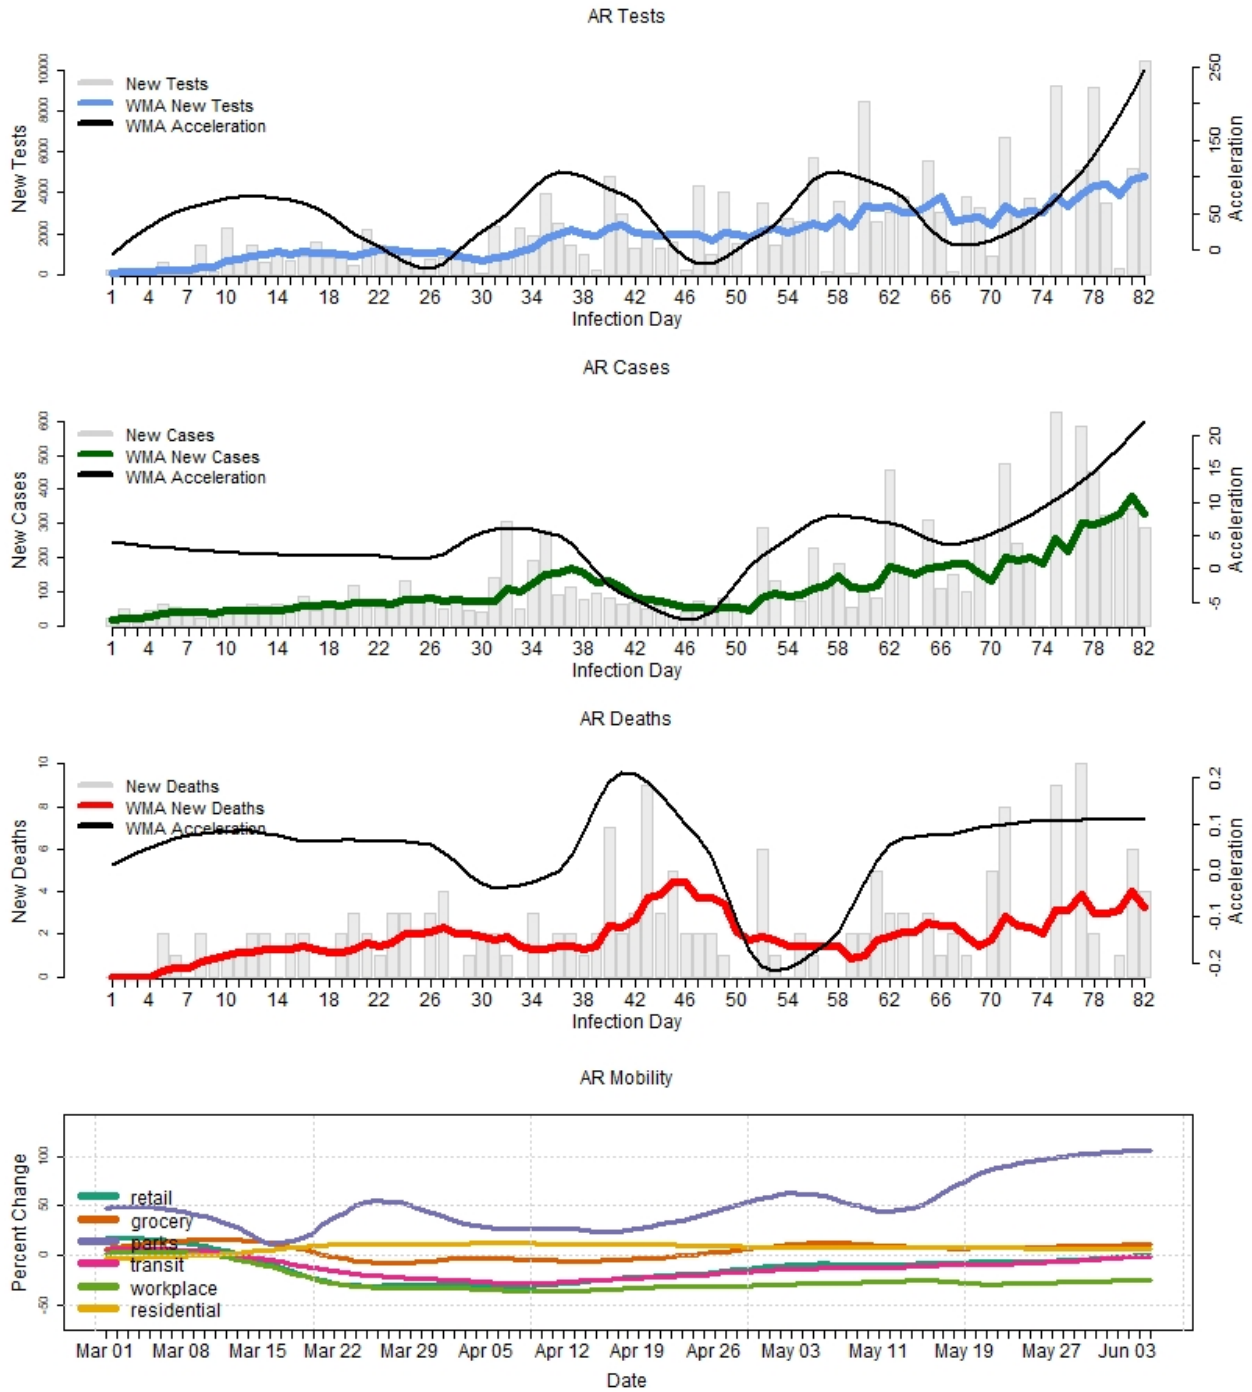 AR Tests
New Tests
WMA New Tests
WMA Acceleration
New Tests
0 2000 4000 6000 8000 10000
Acceleration
0 50 150 250
1 4 7 10 14 18 22 26 30 34 38 42 46 50 54 58 62 66 70 74 78 82
Infection Day
AR Cases
New Cases
WMA New Cases
WMA Acceleration
New Cases
0 100 200 300 400 500 600
Acceleration
-5 0 5 10 15 20
1 4 7 10 14 18 22 26 30 34 38 42 46 50 54 58 62 66 70 74 78 82
Infection Day
AR Deaths
New Deaths
WMA New Deaths
WMA Acceleration
New Deaths
0 2 4 6 8 10
Acceleration
-0.2 -0.1 0.0 0.1 0.2
1 4 7 10 14 18 22 26 30 34 38 42 46 50 54 58 62 66 70 74 78 82
Infection Day
AR Mobility
Percent Change
-50 0 50 100
retail
grocery
parks
transit
workplace
residential
Mar 01 Mar 08 Mar 15 Mar 22 Mar 29 Apr 05 Apr 12 Apr 19 Apr 26 May 03 May 11 May 19 May 27 Jun 03
Date